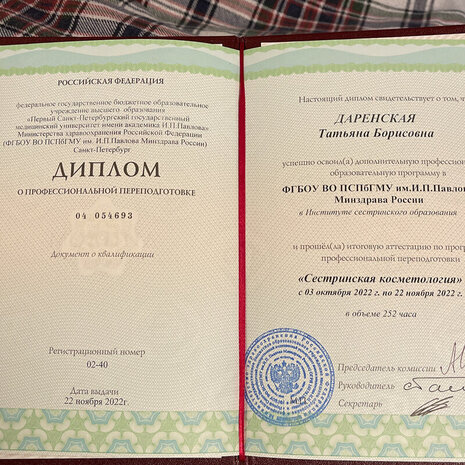 РОССИЙСКАЯ ФЕДЕРАЦИЯ
федеральное государственное бюджетное образовательное
учреждение высшего образования
«Первый Санкт-Петербургский государственный
медицинский университет имени академика И.П.Павлова»
Министерства здравоохранения Российской Федерации
(ФГБОУ ВО ПСПбГМУ им. И.П.Павлова Минздрава России)
Санкт-Петербург
ДИПЛОМ
О ПРОФЕССИОНАЛЬНОЙ ПЕРЕПОДГОТОВКЕ
04 054693
Документ о квалификации
Регистрационный номер
02-40
Дата выдачи
22 ноября 2022г.
Настоящий диплом свидетельствует о том, ч
ДАРЕНСКАЯ
Татьяна Борисовна
успешно освоил(а) дополнительную профессион
образовательную программу в
ФГБОУ ВО ПСПбГМУ им.И.П.Павлов
Минздрава России
в Институте сестринского образования
и прошёл(ла) итоговую аттестацию по програ
профессиональной переподготовки
«Сестринская косметология»
с 03 октября 2022 г. по 22 ноября 2022 г.
в объеме 252 часа
Председатель комиссии
Руководитель
Секретарь